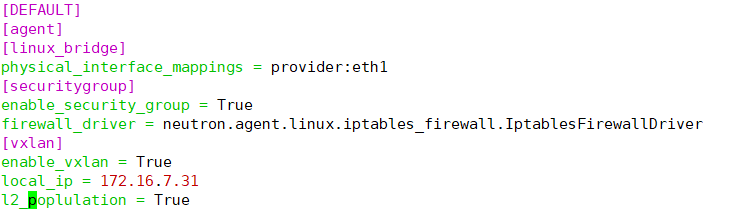 [DEFAULT]
[agent]
[linux_bridge]
physical_interface_mappings = provider:eth1
[securitygroup]
enable_security_group = True
firewall_driver = neutron.agent.linux.iptables_firewall.IptablesFirewallDriver
[vxlan]
enable_vxlan = True
local_ip = 172.16.7.31
l2_poplulation = True